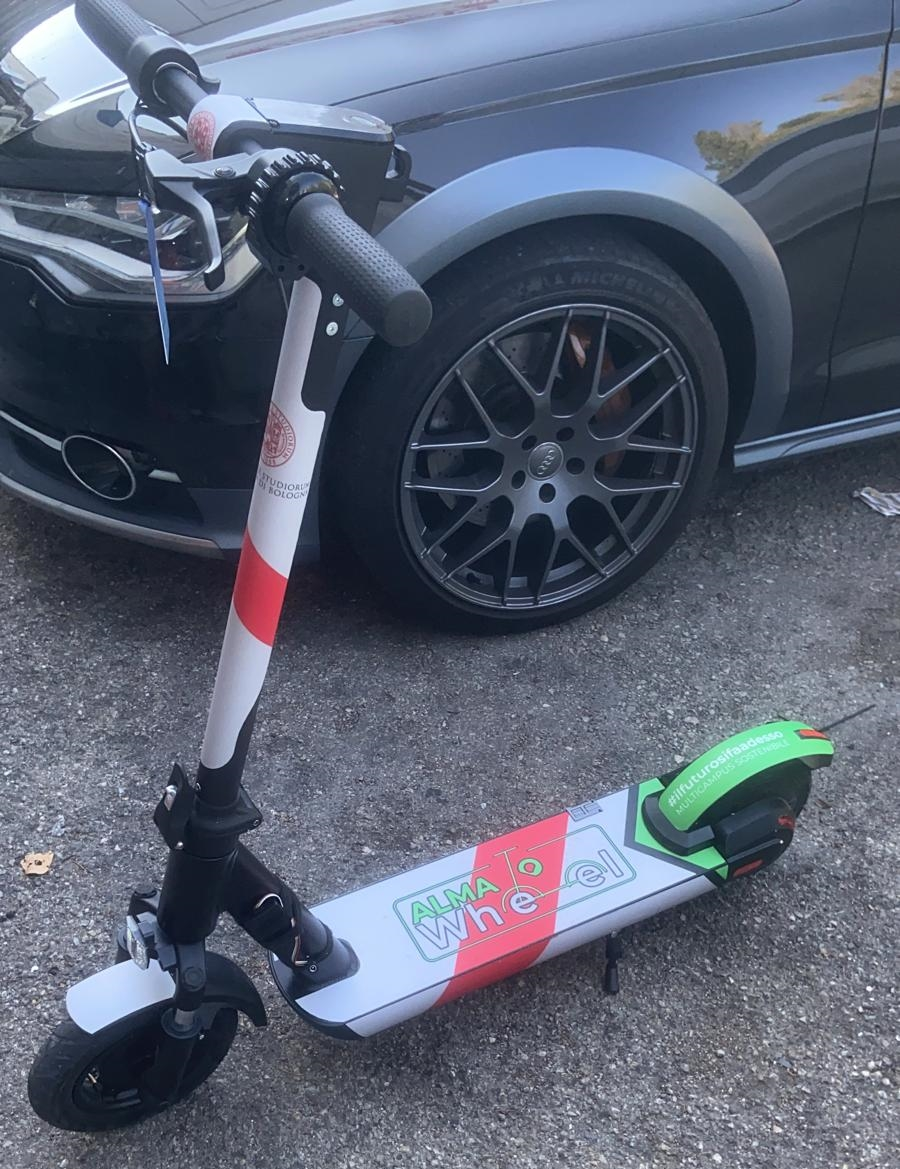 MICHELIN
STUDIORUM
DI BOLOGNA
#ilfuturosifaadesso
MULTICAMPUS SOSTENIBILE
ALMA
Wheel